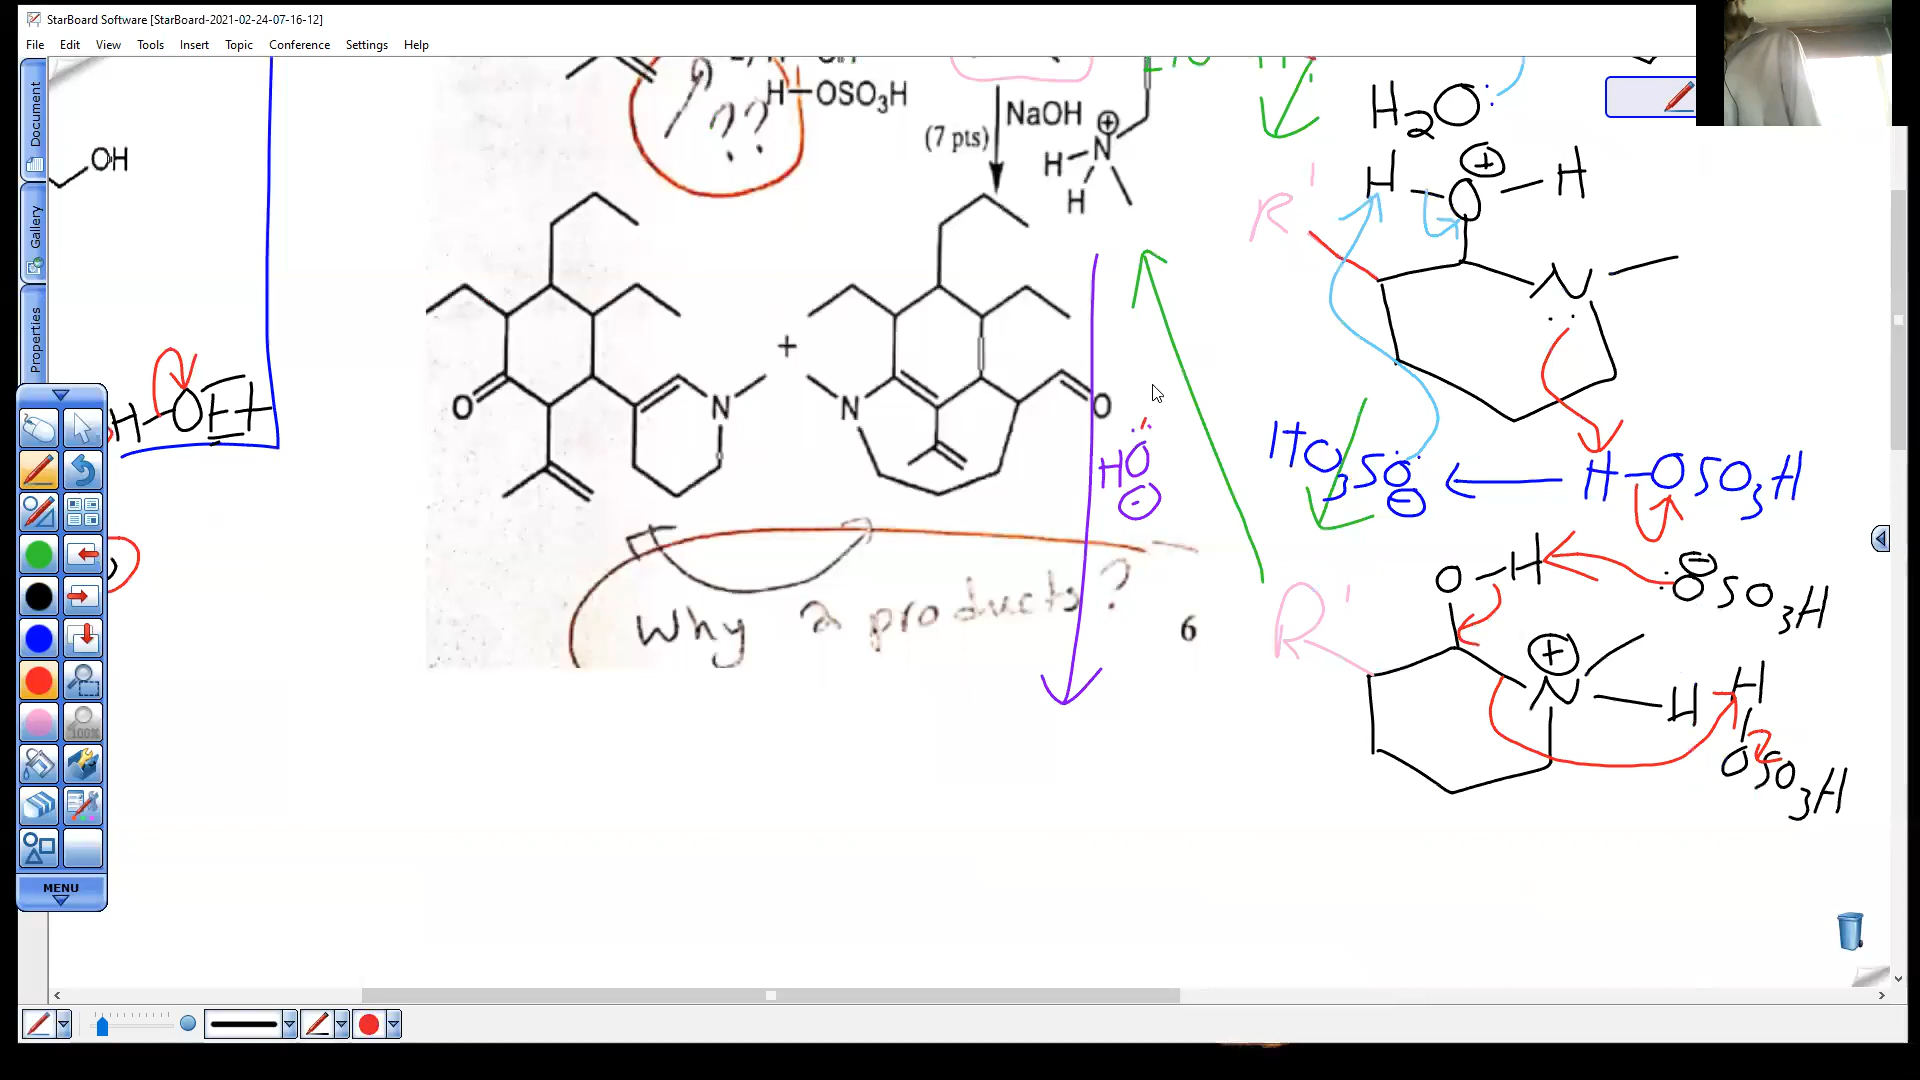 StarBoard Software [StarBoard-2021-02-24-07-16-12]
File Edit View Tools Insert Topic Conference Settings Help
Document
Gallery
Properties
MENU
100%
OH
H-OEt
H-OSO₃H
??
(7 pts)
NaOH
H-N⊕
H
O
N
+
N
O
HO⊖
Why 2 products?
6
H₂O:
H-O⊕-H
R'
N
HO₃SO⊖
H-OSO₃H
O-H
:OSO₃H⊖
R'
N⊕-H
H
OSO₃H